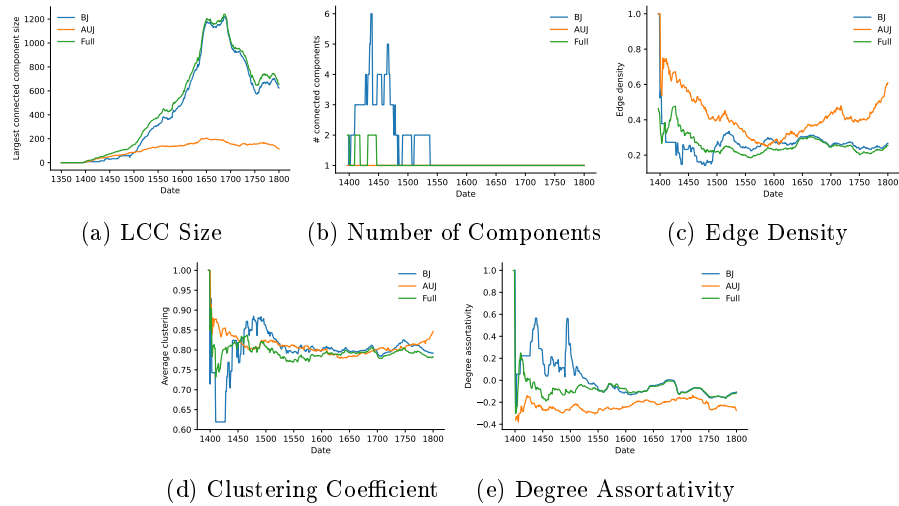 Largest connected component size
1200
1000
800
600
400
200
0
1350 1400 1450 1500 1550 1600 1650 1700 1750 1800
Date
BJ
AUJ
Full
(a) LCC Size
# connected components
6
5
4
3
2
1
1400 1450 1500 1550 1600 1650 1700 1750 1800
Date
BJ
AUJ
Full
(b) Number of Components
Edge density
1.0
0.8
0.6
0.4
0.2
1400 1450 1500 1550 1600 1650 1700 1750 1800
Date
BJ
AUJ
Full
(c) Edge Density
Average clustering
1.00
0.95
0.90
0.85
0.80
0.75
0.70
0.65
0.60
1400 1450 1500 1550 1600 1650 1700 1750 1800
Date
BJ
AUJ
Full
(d) Clustering Coefficient
Degree assortativity
1.0
0.8
0.6
0.4
0.2
0.0
−0.2
−0.4
1400 1450 1500 1550 1600 1650 1700 1750 1800
Date
BJ
AUJ
Full
(e) Degree Assortativity